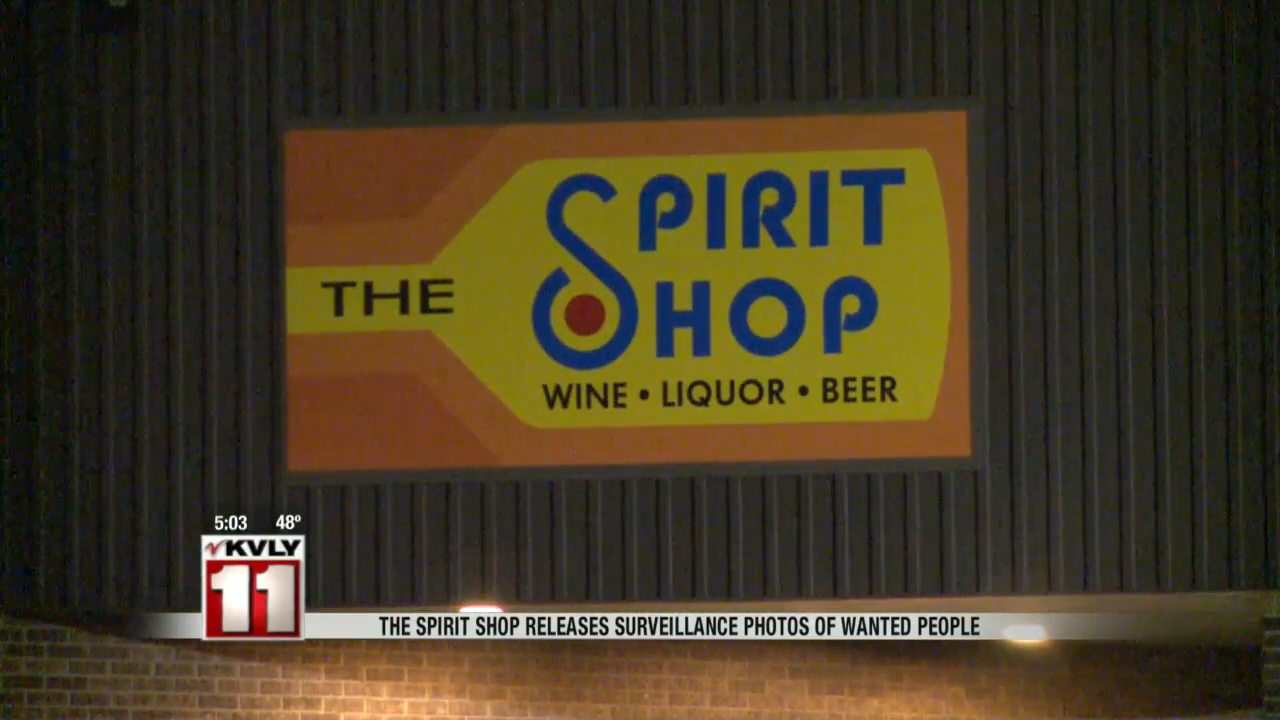 THE
SPIRIT
SHOP
WINE • LIQUOR • BEER
5:03 48º
KVLY
11
THE SPIRIT SHOP RELEASES SURVEILLANCE PHOTOS OF WANTED PEOPLE